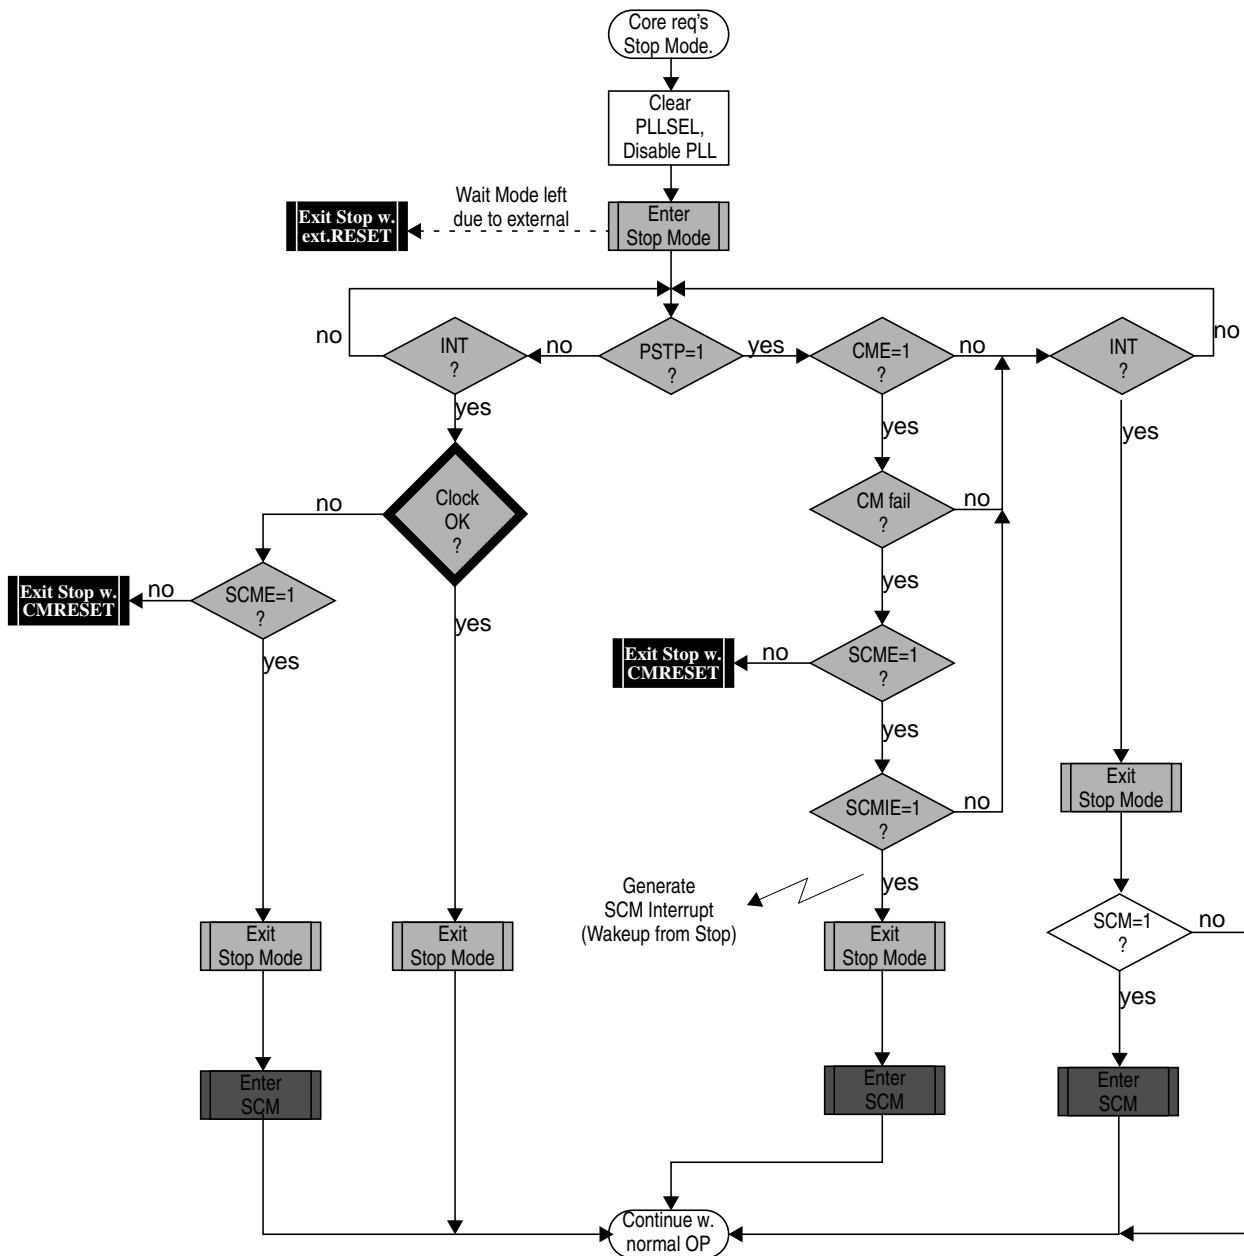 Core req's
Stop Mode.
Clear
PLLSEL,
Disable PLL
Wait Mode left
due to external
Exit Stop w.
ext.RESET
Enter
Stop Mode
no
INT
?
no
PSTP=1
?
yes
CME=1
?
no
INT
?
no
yes
yes
yes
Clock
OK
?
no
CM fail
?
no
yes
yes
Exit Stop w.
CMRESET
no
SCME=1
?
yes
Exit Stop w.
CMRESET
no
SCME=1
?
yes
Exit
Stop Mode
SCMIE=1
?
no
Generate
SCM Interrupt
(Wakeup from Stop)
yes
SCM=1
?
no
Exit
Stop Mode
Exit
Stop Mode
Exit
Stop Mode
yes
Enter
SCM
Enter
SCM
Enter
SCM
Continue w.
normal OP